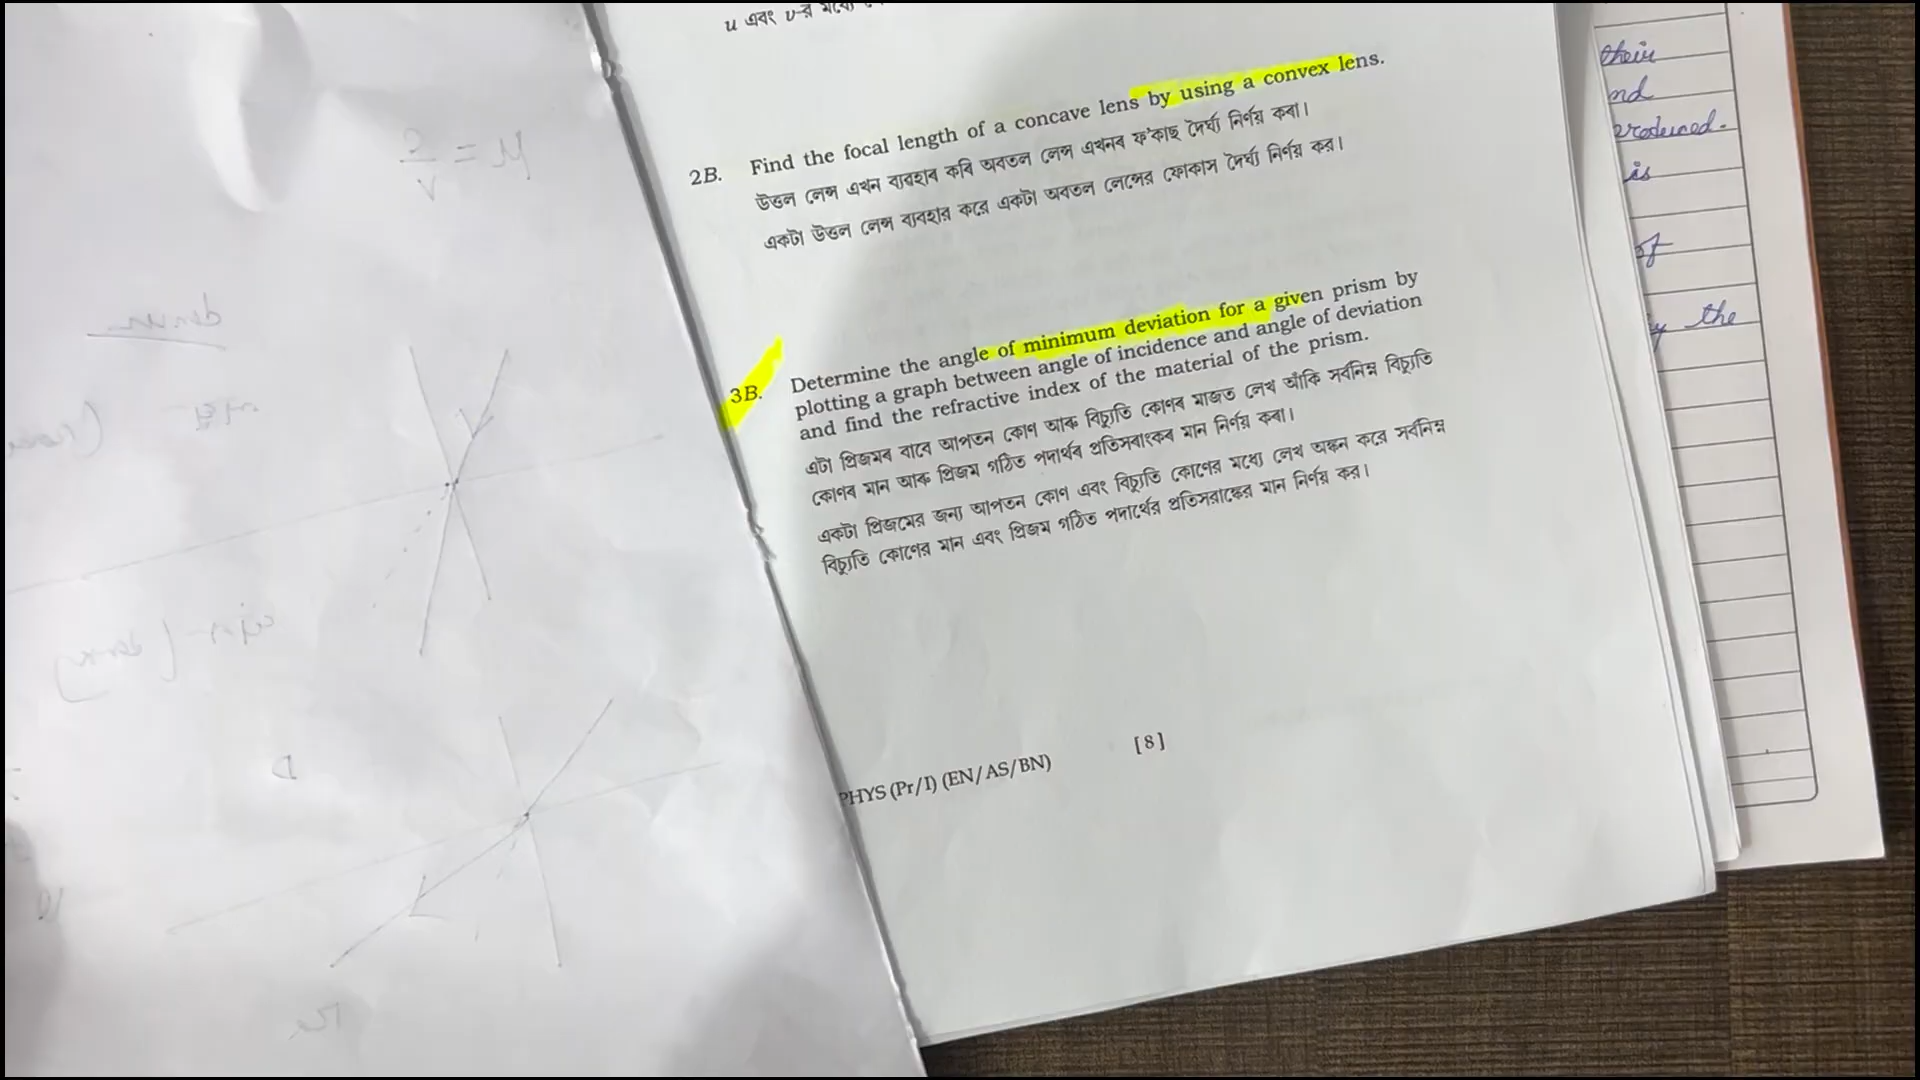 u এবং v-র মধ্যে
2B. Find the focal length of a concave lens by using a convex lens.
উত্তল লেন্স এখন ব্যৱহাৰ কৰি অবতল লেন্স এখনৰ ফ'কাছ দৈৰ্ঘ্য নিৰ্ণয় কৰা।
একটা উত্তল লেন্স ব্যবহার করে একটা অবতল লেন্সের ফোকাস দৈর্ঘ্য নির্ণয় কর।
3B. Determine the angle of minimum deviation for a given prism by
plotting a graph between angle of incidence and angle of deviation
and find the refractive index of the material of the prism.
এটা প্রিজমৰ বাবে আপতন কোণ আৰু বিচ্যুতি কোণৰ মাজত লেখ আঁকি সৰ্বনিম্ন বিচ্যুতি
কোণৰ মান আৰু প্রিজম গঠিত পদাৰ্থৰ প্রতিসৰাংকৰ মান নিৰ্ণয় কৰা।
একটা প্রিজমের জন্য আপতন কোণ এবং বিচ্যুতি কোণের মধ্যে লেখ অঙ্কন করে সর্বনিম্ন
বিচ্যুতি কোণের মান এবং প্রিজম গঠিত পদার্থের প্রতিসরাঙ্কের মান নির্ণয় কর।
PHYS (Pr/I) (EN/AS/BN) [8]
their
nd
produced.
is
of
the